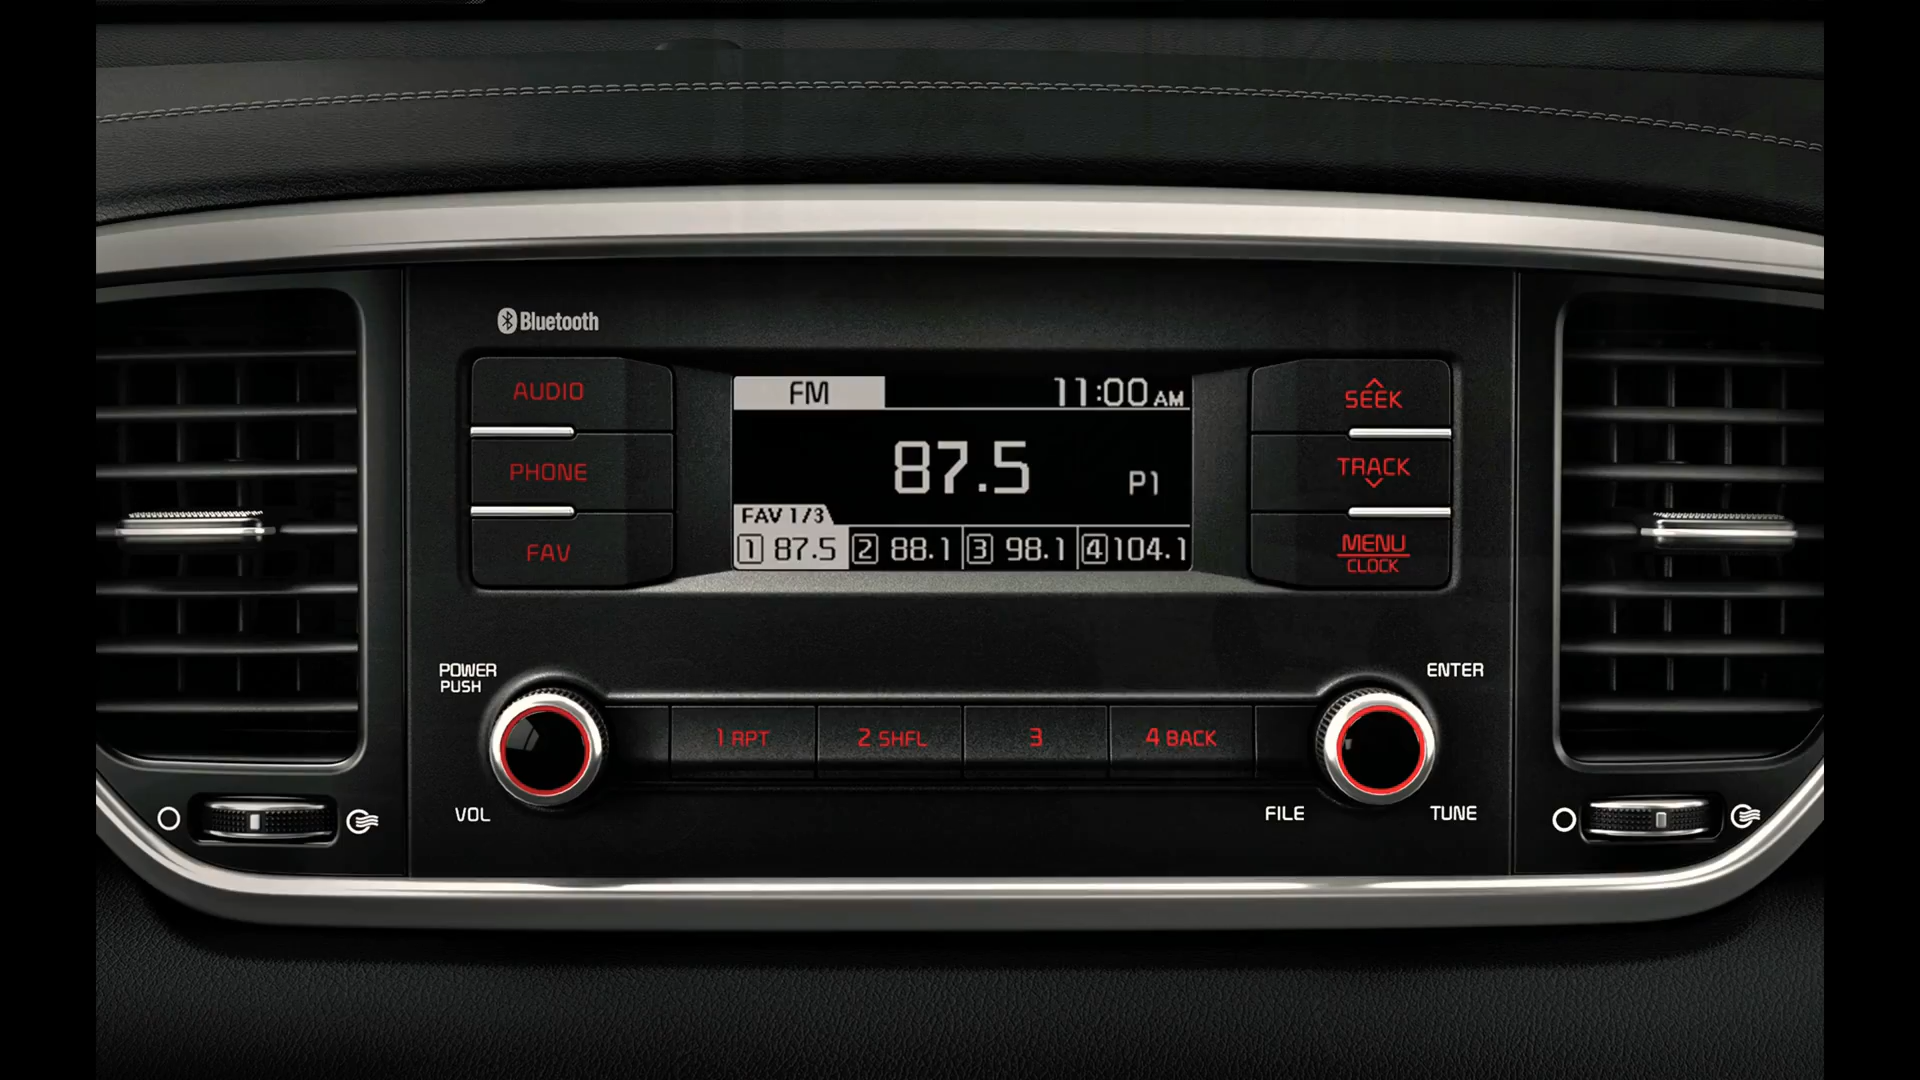 Bluetooth
AUDIO
PHONE
FAV
FM
11:00 AM
87.5
P1
FAV 1/3
1 87.5
2 88.1
3 98.1
4 104.1
SEEK
TRACK
MENU
CLOCK
POWER
PUSH
VOL
1 RPT
2 SHFL
3
4 BACK
ENTER
FILE
TUNE